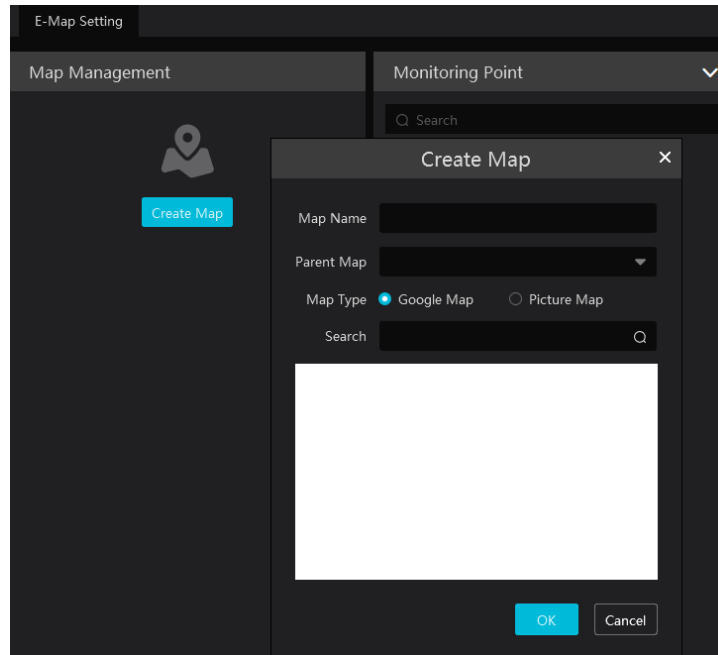 E-Map Setting
Map Management
Monitoring Point
Search
Create Map
Create Map
Map Name
Parent Map
Map Type Google Map Picture Map
Search
OK Cancel